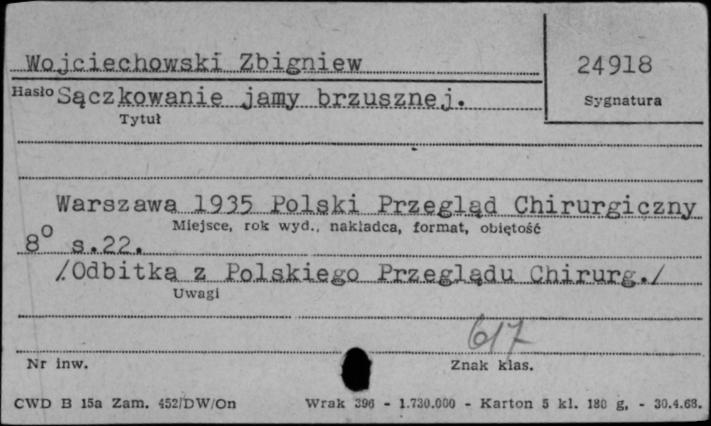 Wojciechowski Zbigniew
24918
Hasło Sączkowanie jamy brzusznej.
Sygnatura
Tytuł
Warszawa 1935 Polski Przegląd Chirurgiczny
Miejsce, rok wyd., nakładca, format, objętość
8° s.22.
/Odbitka z Polskiego Przeglądu Chirurg./
Uwagi
617
Nr inw.
Znak klas.
CWD B 15a Zam. 452/DW/On Wrak 396 - 1.730.000 - Karton 5 kl. 180 g, - 30.4.68.